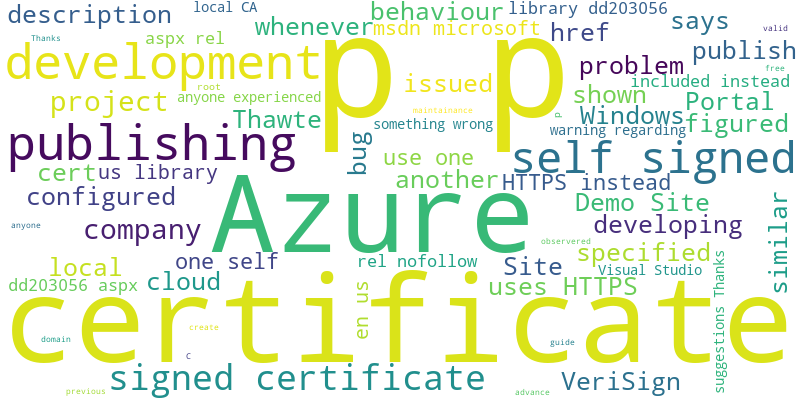 description
local CA
behaviour
library dd203056
whenever
msdn microsoft
href
says
Thanks
aspx rel
development
p p
problem
publish
valid
root
issued
included instead
free
project
anyone experienced
shown
Portal
maintainance
Thawte
something wrong
p
Windows
figured
warning regarding
publishing
bug
use one
self signed
cert
us library
another
HTTPS instead
configured
Azure
Demo Site
similar
anyone
company
developing
observered
specified
local
one self
rel nofollow
Site
Visual Studio
suggestions Thanks
dd203056 aspx
cloud
en us
uses HTTPS
certificate
domain
create
c
guide
signed certificate
VeriSign
previous
advance